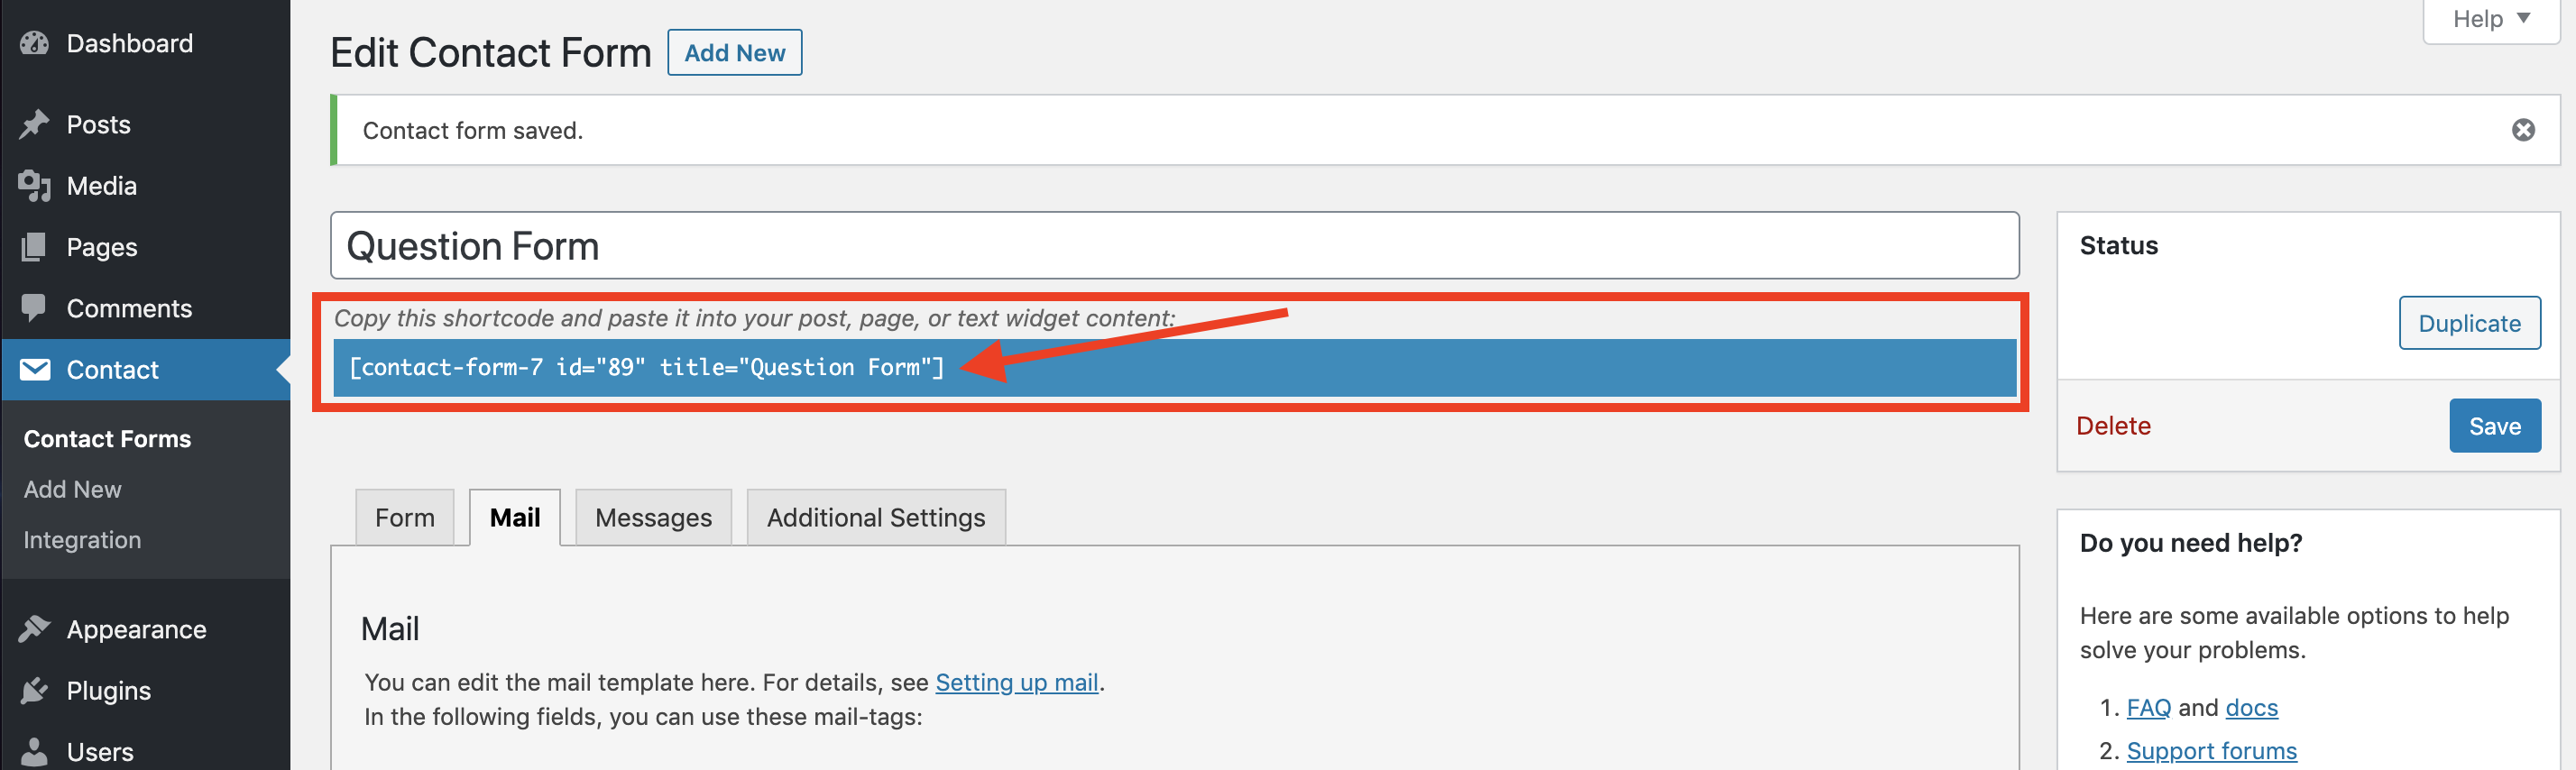 Dashboard
Posts
Media
Pages
Comments
Contact
Contact Forms
Add New
Integration
Appearance
Plugins
Users
Help
Edit Contact Form
Add New
Contact form saved.
Question Form
Copy this shortcode and paste it into your post, page, or text widget content:
[contact-form-7 id="89" title="Question Form"]
Form
Mail
Messages
Additional Settings
Mail
You can edit the mail template here. For details, see Setting up mail.
In the following fields, you can use these mail-tags:
Status
Duplicate
Delete
Save
Do you need help?
Here are some available options to help
solve your problems.
1. FAQ and docs
2. Support forums